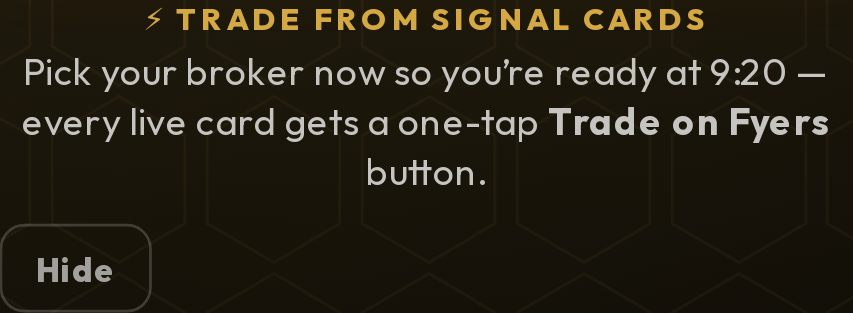 ⚡ TRADE FROM SIGNAL CARDS
Pick your broker now so you’re ready at 9:20 —
every live card gets a one-tap Trade on Fyers
button.
Hide